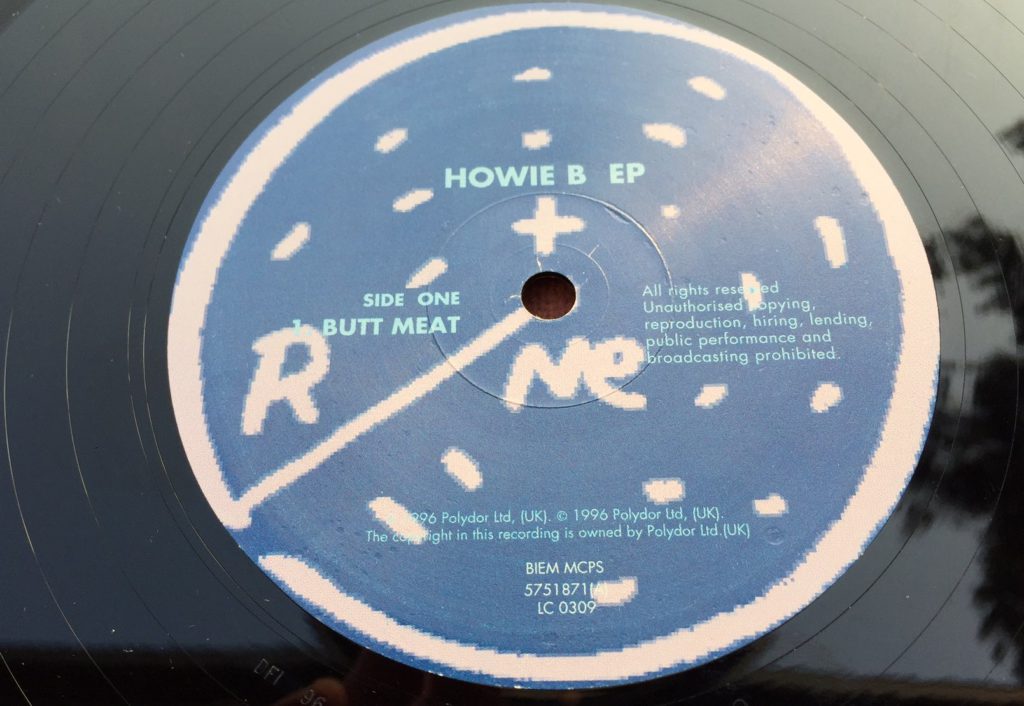 HOWIE B EP
+
SIDE ONE
1. BUTT MEAT
All rights reserved
Unauthorised copying,
reproduction, hiring, lending,
public performance and
broadcasting prohibited.
R
Ne
1996 Polydor Ltd, (UK). © 1996 Polydor Ltd, (UK).
The copyright in this recording is owned by Polydor Ltd.(UK)
BIEM MCPS
5751871(A)
LC 0309